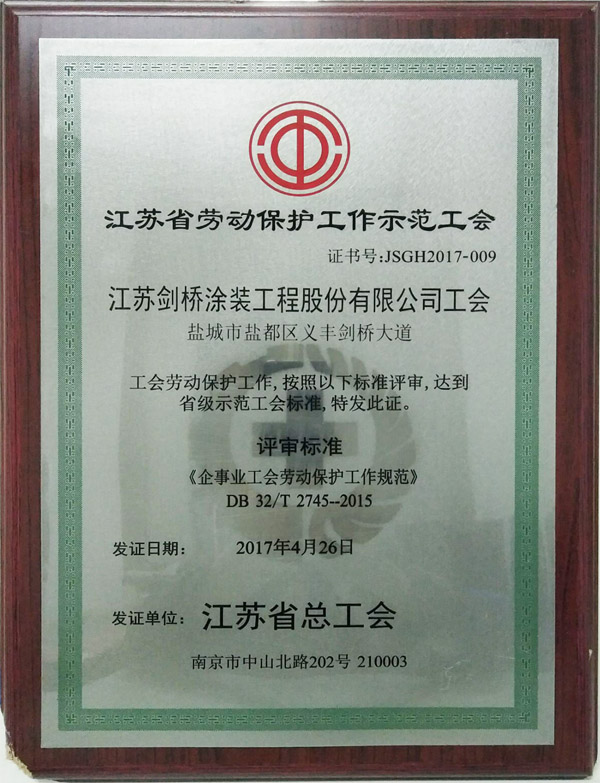 江苏省劳动保护工作示范工会
证书号:JSGH2017-009
江苏剑桥涂装工程股份有限公司工会
盐城市盐都区义丰剑桥大道
工会劳动保护工作,按照以下标准评审,达到
省级示范工会标准,特发此证。
评审标准
《企事业工会劳动保护工作规范》
DB 32/T 2745--2015
发证日期: 2017年4月26日
发证单位: 江苏省总工会
南京市中山北路202号 210003